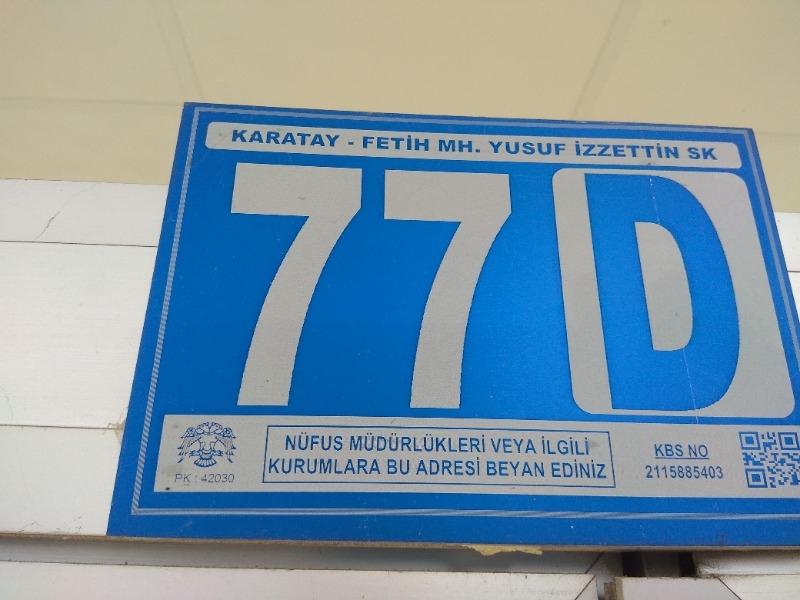 KARATAY - FETİH MH. YUSUF İZZETTİN SK
77 D
NÜFUS MÜDÜRLÜKLERİ VEYA İLGİLİ
KURUMLARA BU ADRESİ BEYAN EDİNİZ
PK : 42030
KBS NO
2115885403